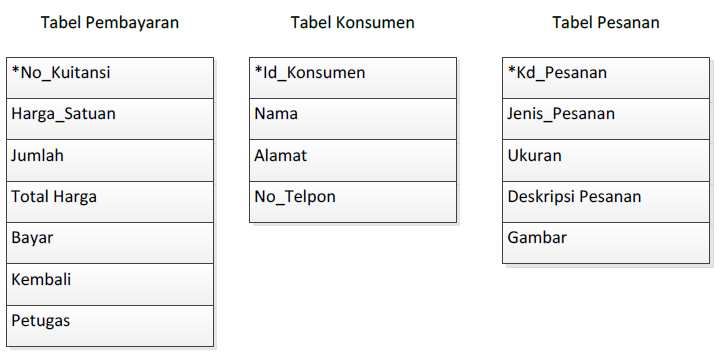 Tabel Pembayaran
*No_Kuitansi
Harga_Satuan
Jumlah
Total Harga
Bayar
Kembali
Petugas
Tabel Konsumen
*Id_Konsumen
Nama
Alamat
No_Telpon
Tabel Pesanan
*Kd_Pesanan
Jenis_Pesanan
Ukuran
Deskripsi Pesanan
Gambar